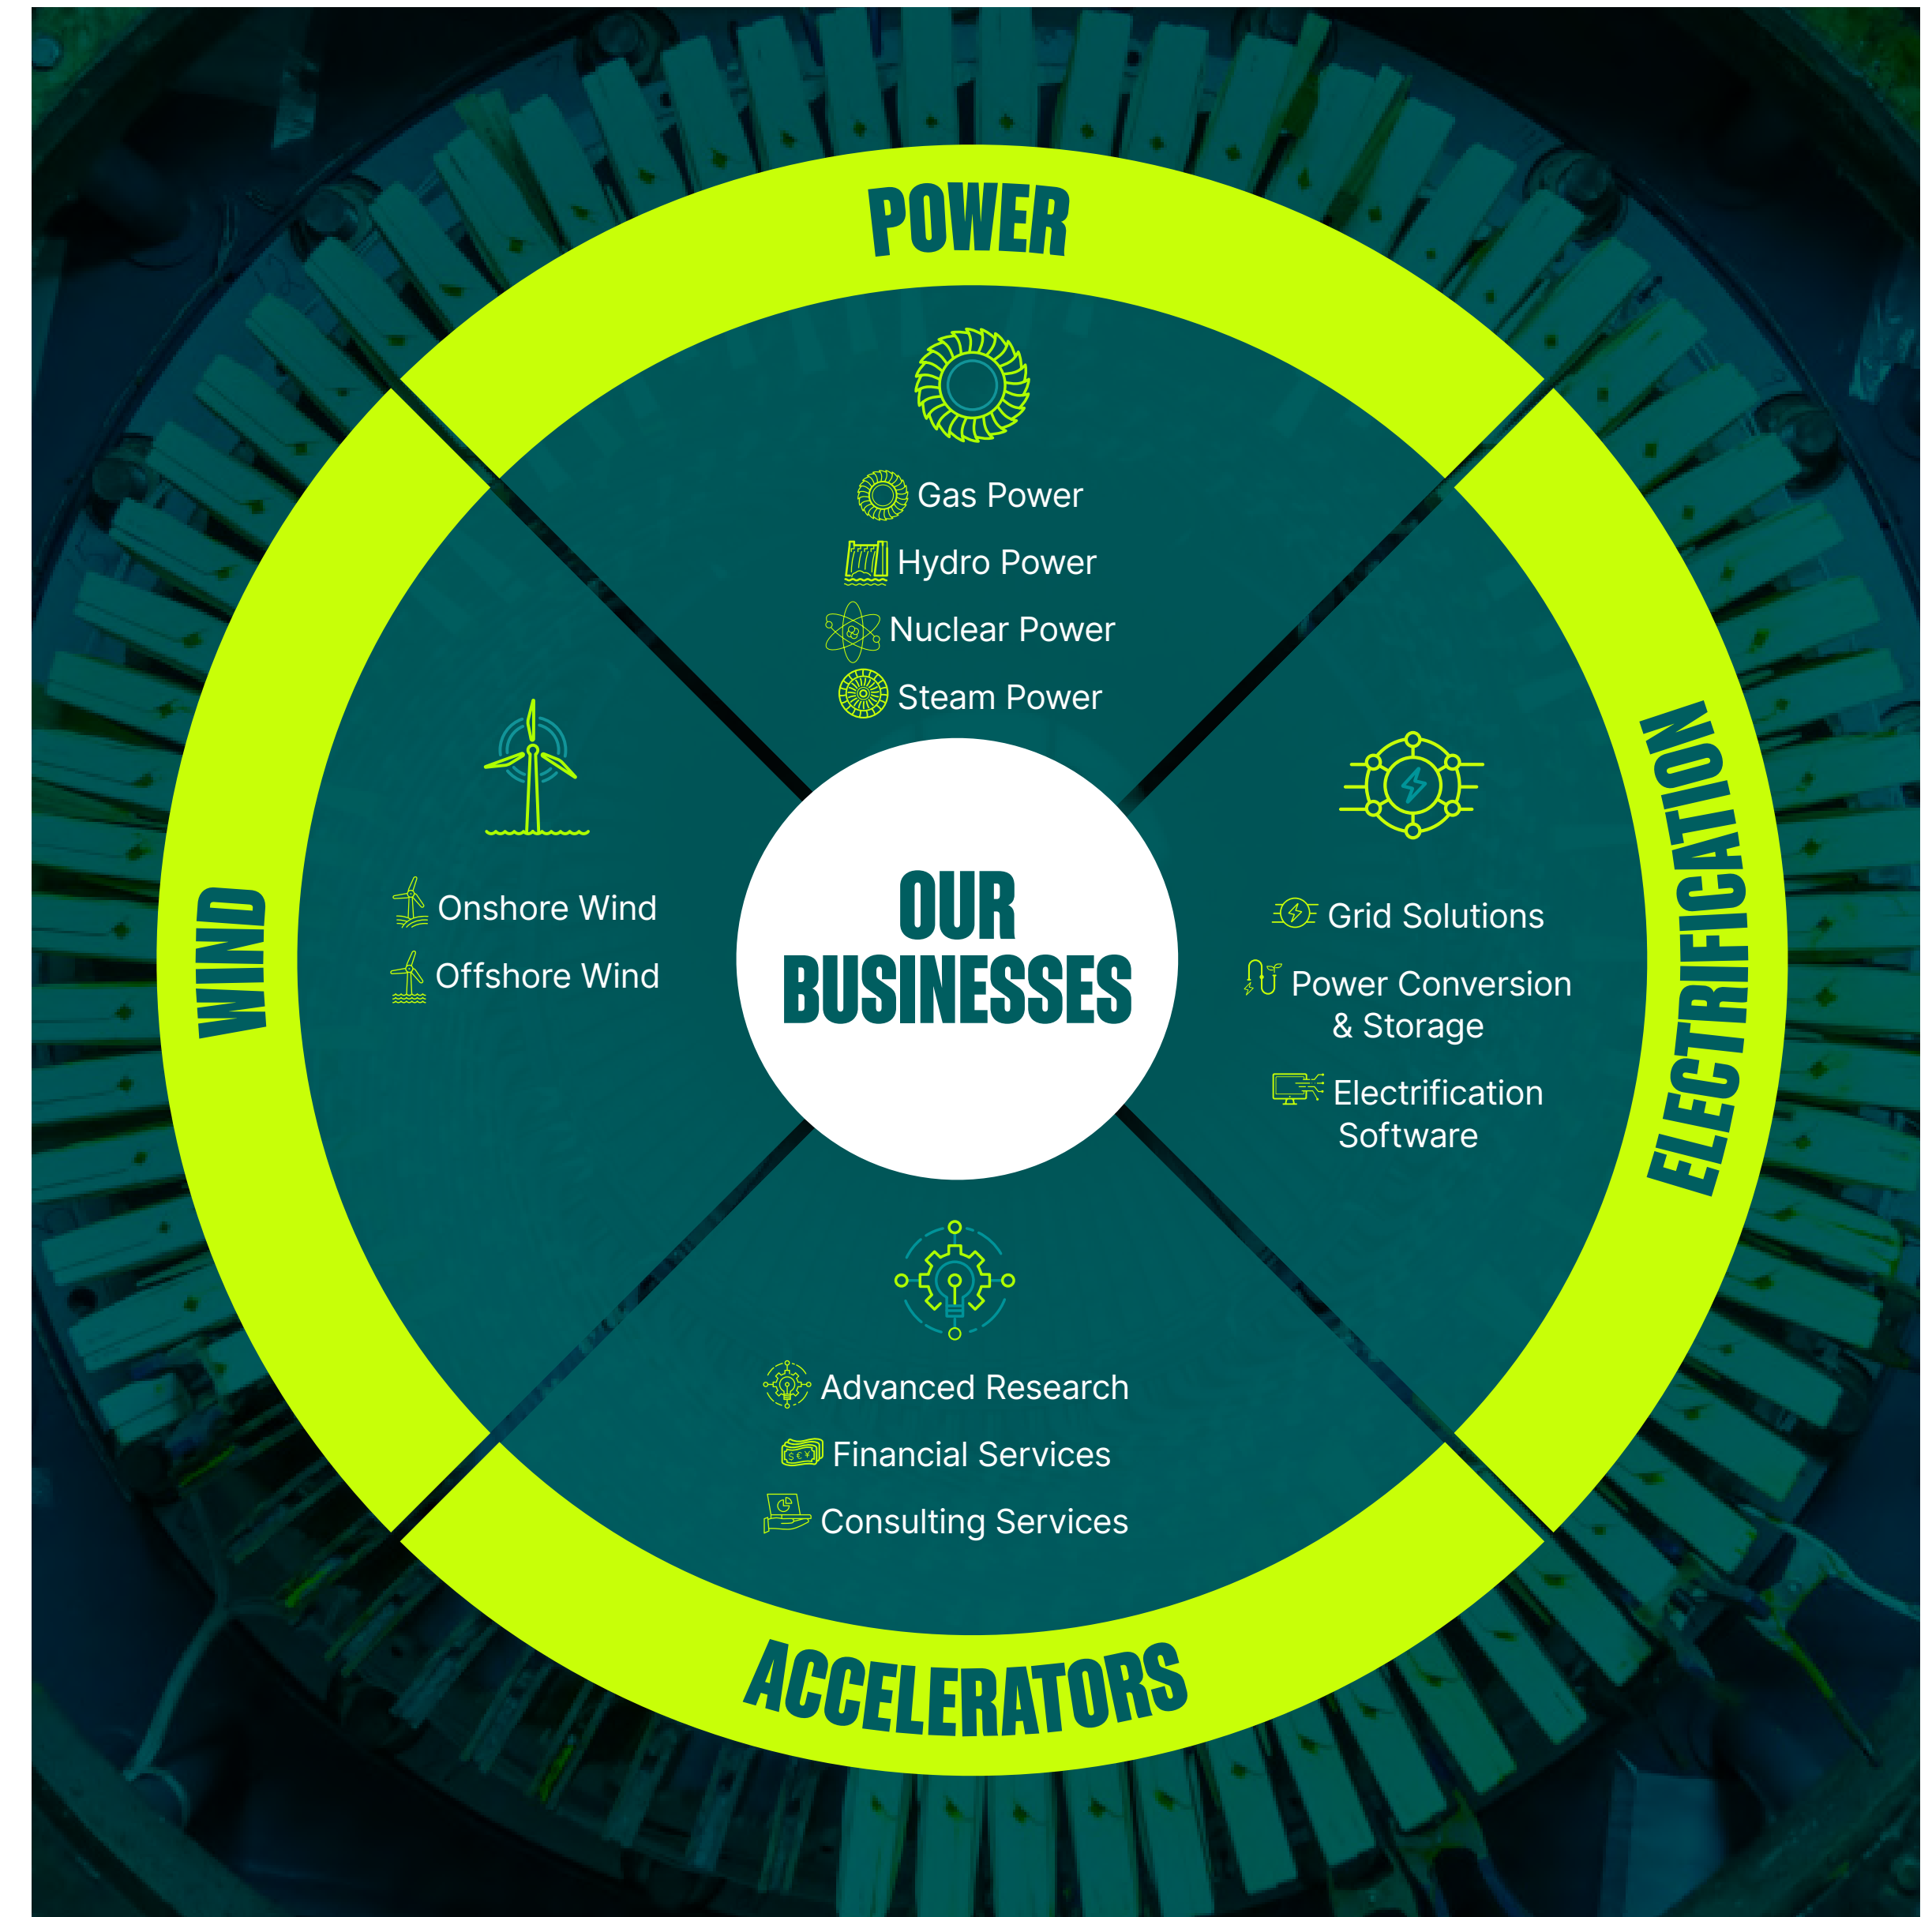 POWER
Gas Power
Hydro Power
Nuclear Power
Steam Power
WIND
Onshore Wind
Offshore Wind
OUR
BUSINESSES
ELECTRIFICATION
Grid Solutions
Power Conversion
& Storage
Electrification
Software
Advanced Research
Financial Services
Consulting Services
ACCELERATORS